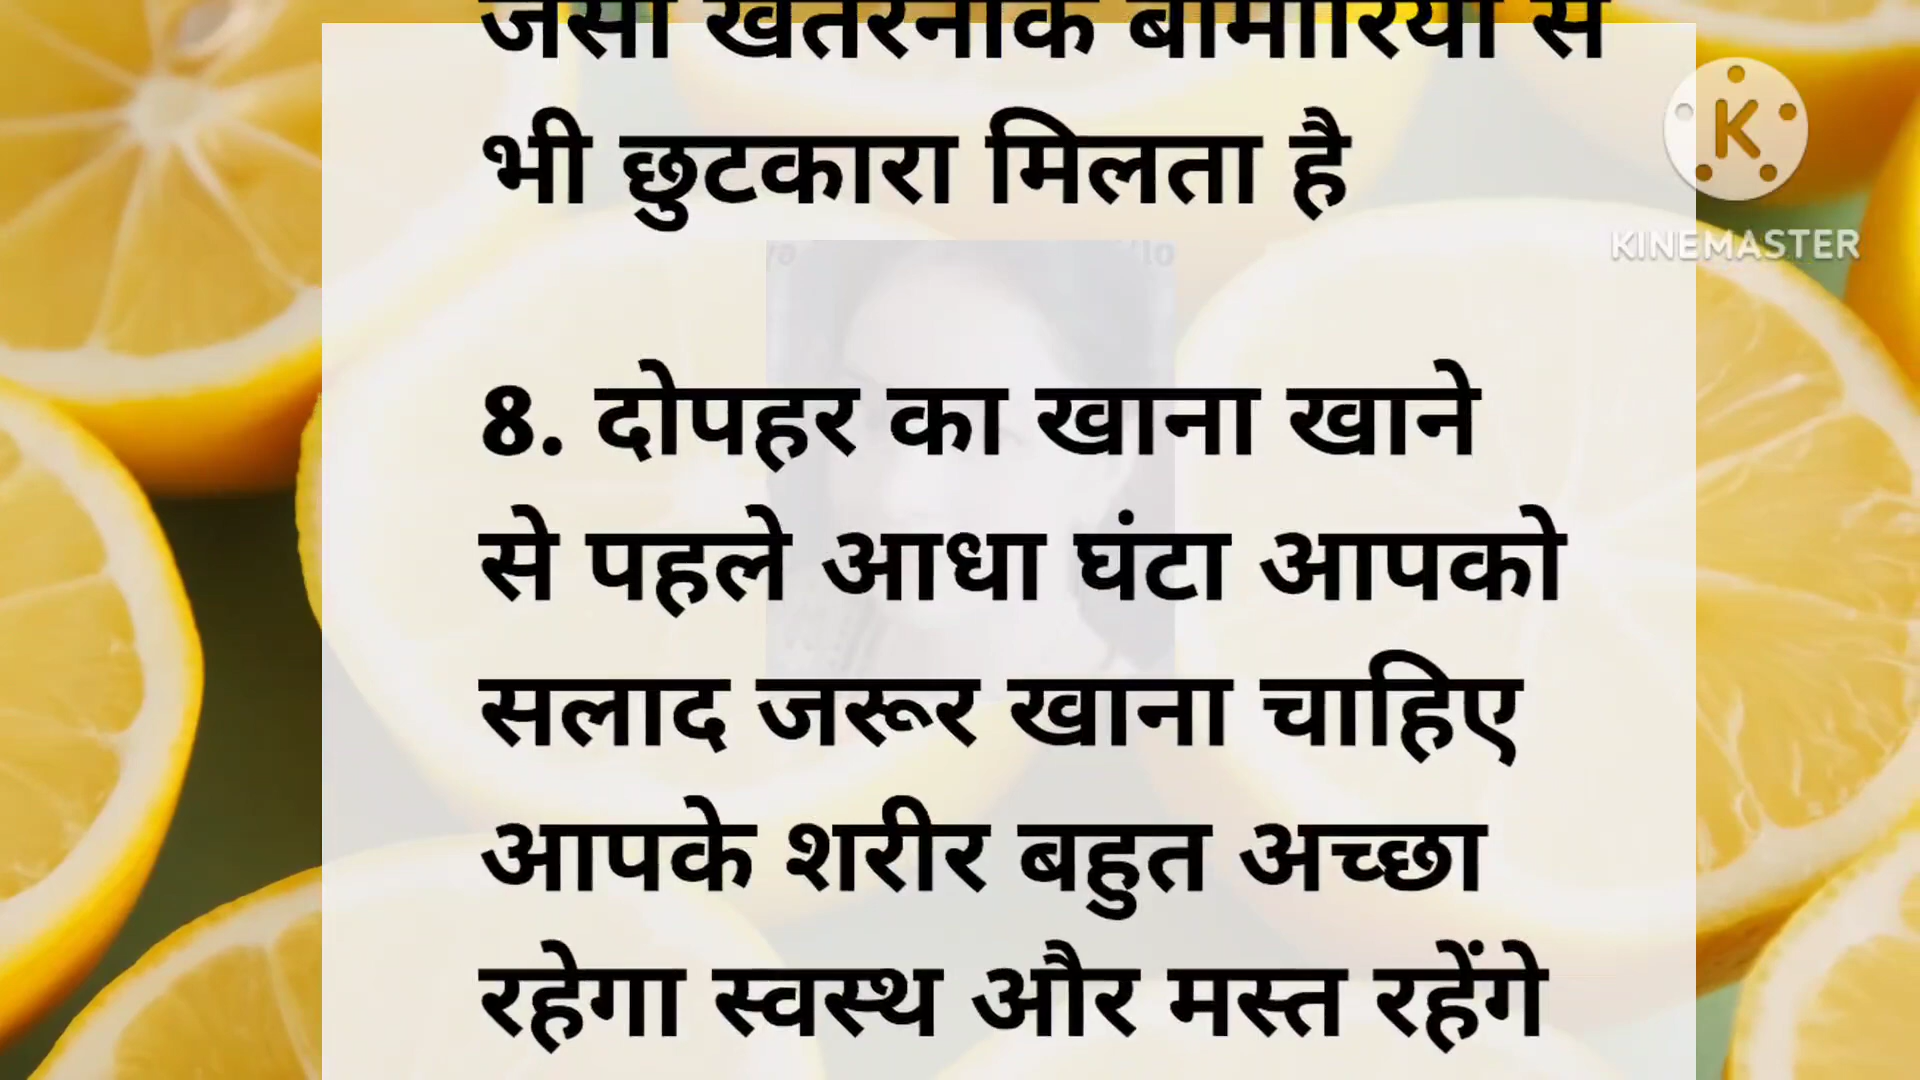 जैसी खतरनाक बीमारियों से
भी छुटकारा मिलता है
KINEMASTER
8. दोपहर का खाना खाने
से पहले आधा घंटा आपको
सलाद जरूर खाना चाहिए
आपके शरीर बहुत अच्छा
रहेगा स्वस्थ और मस्त रहेंगे